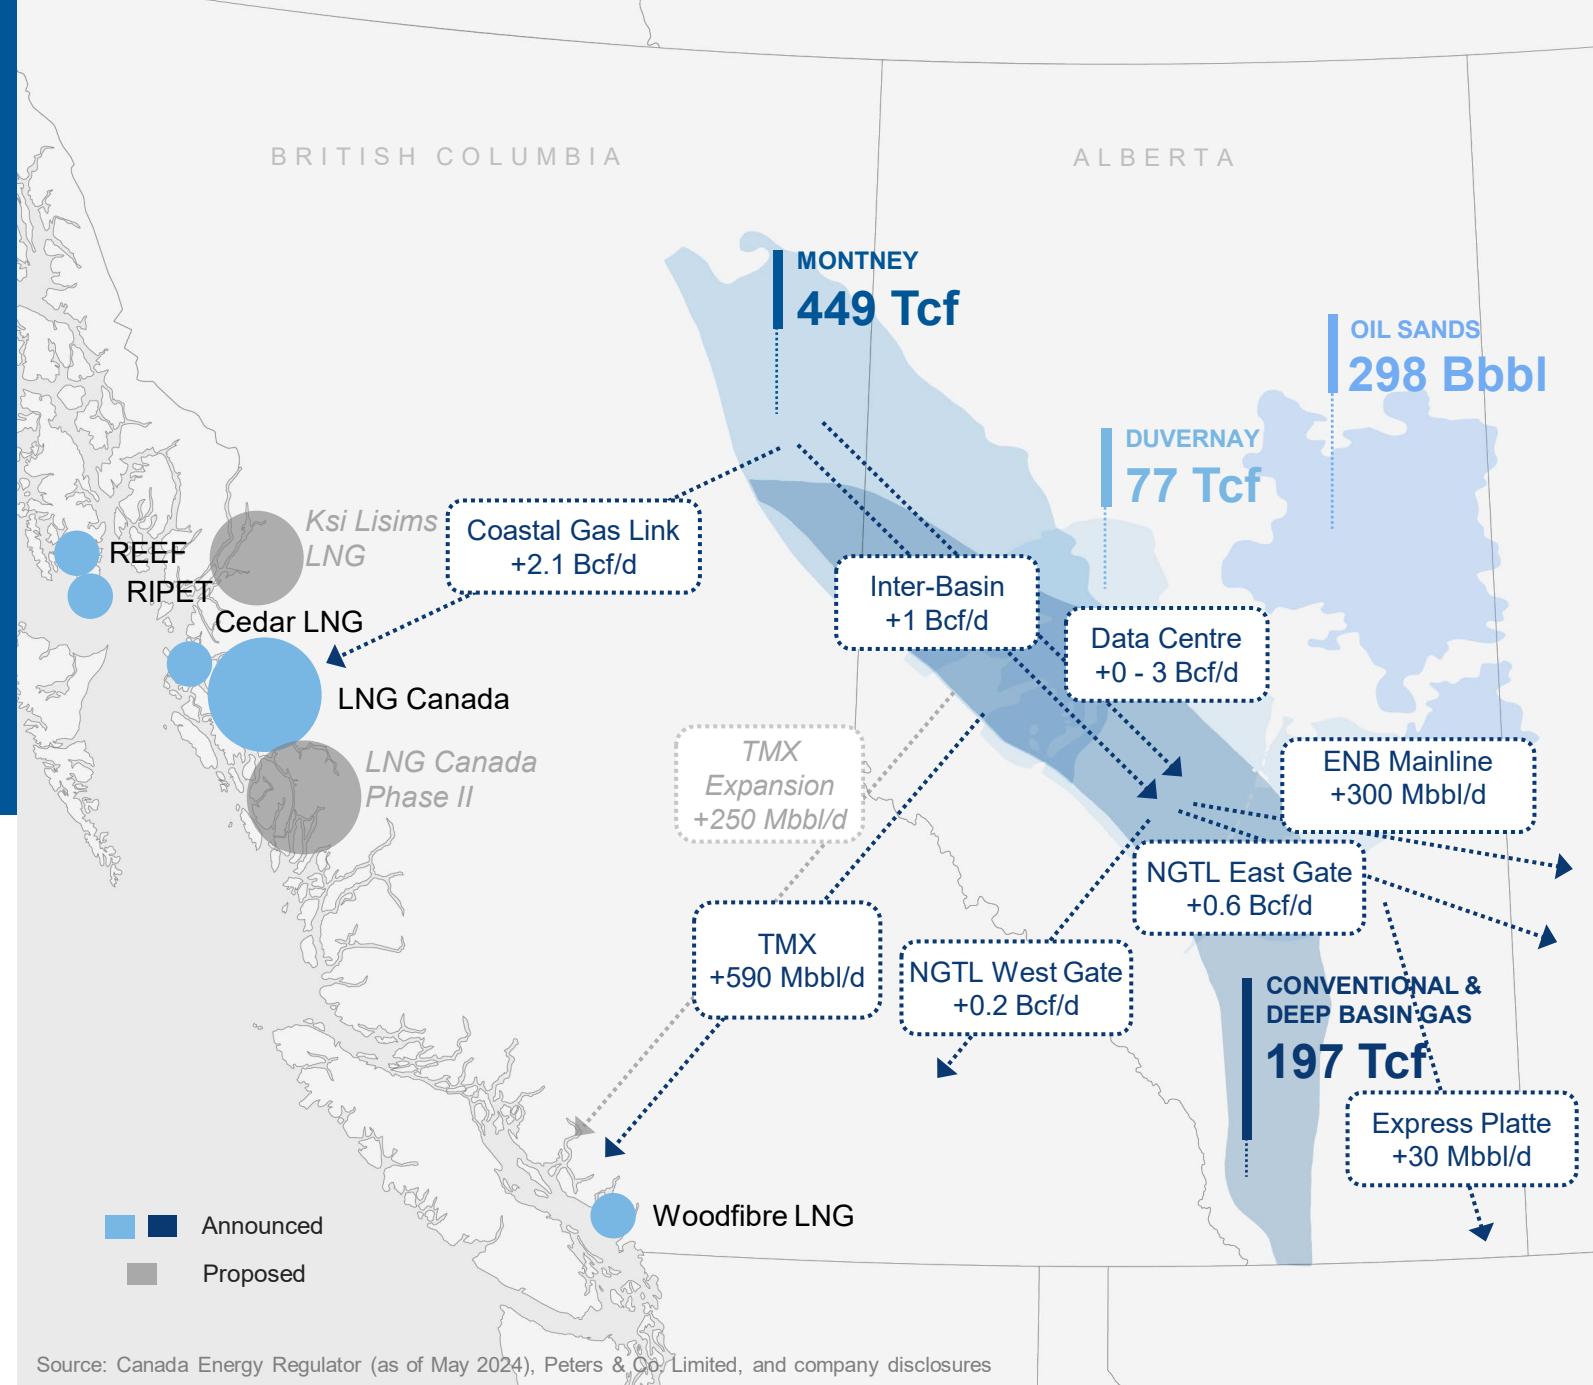 BRITISH COLUMBIA
ALBERTA
MONTNEY
449 Tcf
OIL SANDS
298 Bbbl
DUVERNAY
77 Tcf
Ksi Lisims
LNG
Coastal Gas Link
+2.1 Bcf/d
REEF
RIPET
Cedar LNG
LNG Canada
LNG Canada
Phase II
Inter-Basin
+1 Bcf/d
Data Centre
+0 - 3 Bcf/d
TMX
Expansion
+250 Mbbl/d
ENB Mainline
+300 Mbbl/d
NGTL East Gate
+0.6 Bcf/d
TMX
+590 Mbbl/d
NGTL West Gate
+0.2 Bcf/d
CONVENTIONAL &
DEEP BASIN GAS
197 Tcf
Express Platte
+30 Mbbl/d
Woodfibre LNG
Announced
Proposed
Source: Canada Energy Regulator (as of May 2024), Peters & Co. Limited, and company disclosures